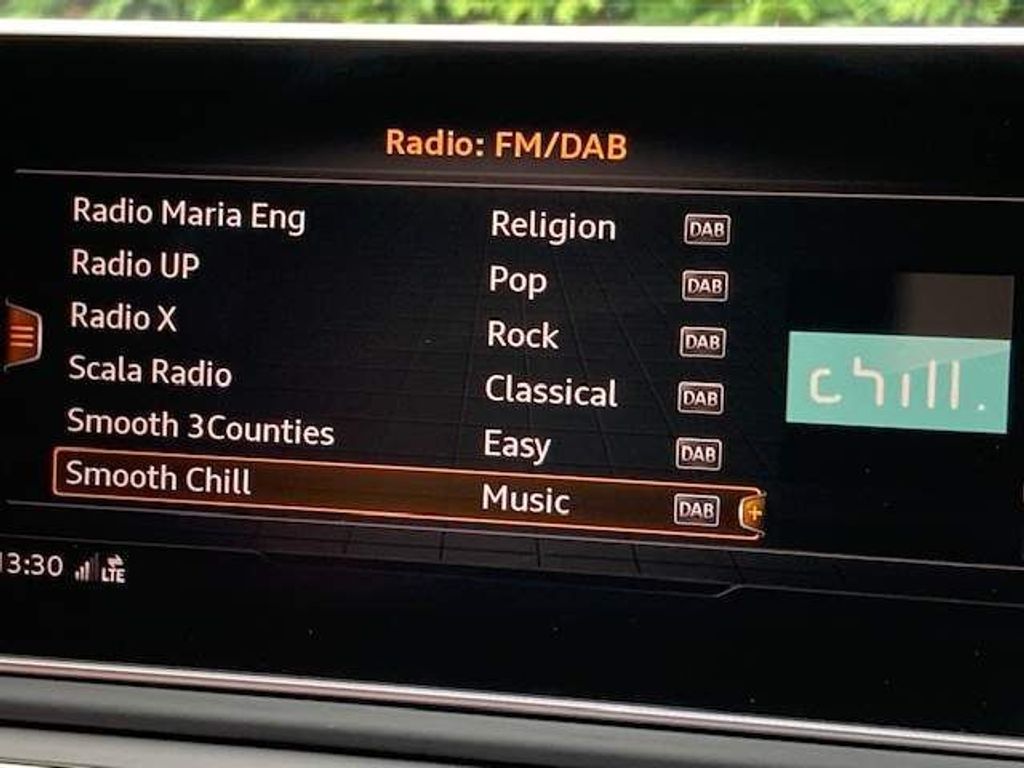 Radio: FM/DAB
Radio Maria Eng Religion DAB
Radio UP Pop DAB
Radio X Rock DAB
Scala Radio Classical DAB
Smooth 3Counties Easy DAB
Smooth Chill Music DAB
chill.
13:30 LTE